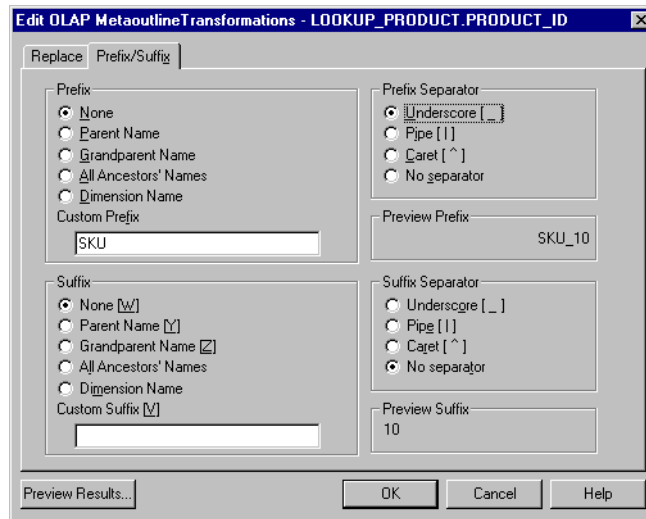 Edit OLAP MetaoutlineTransformations - LOOKUP_PRODUCT.PRODUCT_ID
Replace
Prefix/Suffix
Prefix
None
Parent Name
Grandparent Name
All Ancestors' Names
Dimension Name
Custom Prefix
SKU
Prefix Separator
Underscore [ _ ]
Pipe [ | ]
Caret [ ^ ]
No separator
Preview Prefix
SKU_10
Suffix
None [W]
Parent Name [Y]
Grandparent Name [Z]
All Ancestors' Names
Dimension Name
Custom Suffix [V]
Suffix Separator
Underscore [ _ ]
Pipe [ | ]
Caret [ ^ ]
No separator
Preview Suffix
10
Preview Results...
OK
Cancel
Help